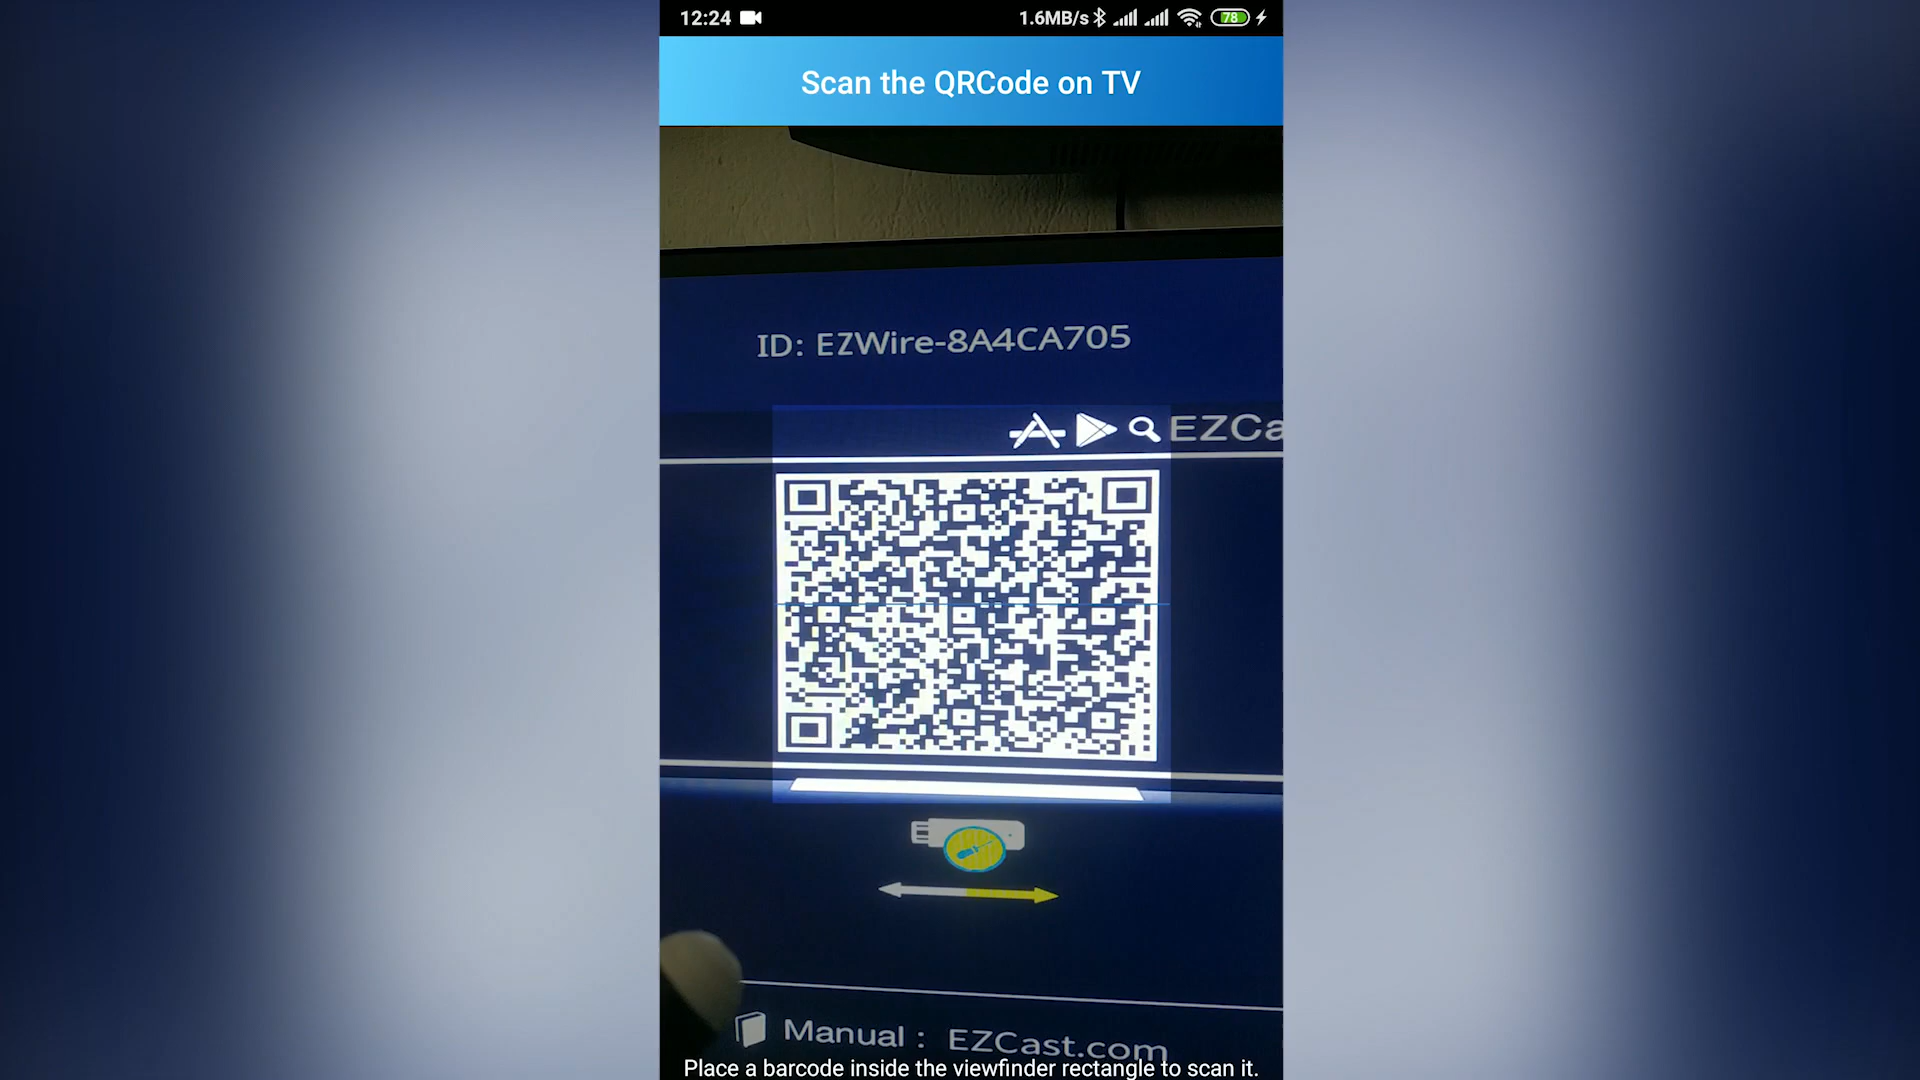 12:24 1.6MB/s 78
Scan the QRCode on TV
ID: EZWire-8A4CA705
EZCa
Manual : EZCast.com
Place a barcode inside the viewfinder rectangle to scan it.